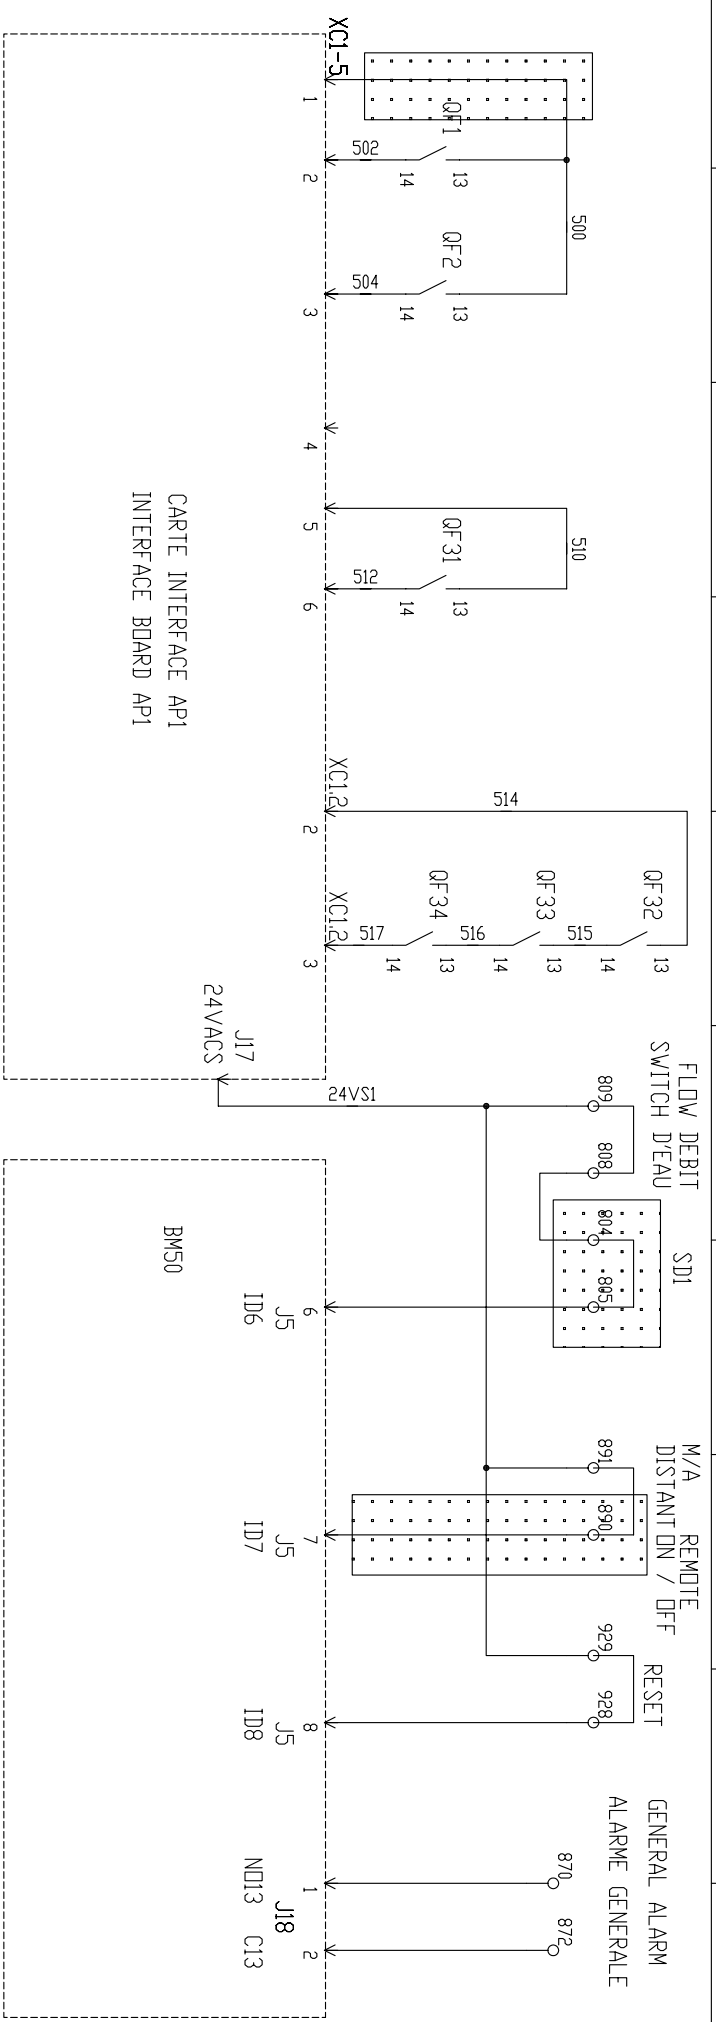 XC1-5
1
502
QF1
14
13
2
500
504
QF2
14
13
3
4
5
510
512
QF31
14
13
6
CARTE INTERFACE AP1
INTERFACE BOARD AP1
XC1,2
2
514
XC1,2
3
517
QF34
14
13
516
QF33
14
13
515
QF32
14
13
J17
24VACS
24VS1
FLOW DEBIT
SWITCH D'EAU
809
808
804
805
SD1
BM50
6
J5
ID6
M/A REMOTE
DISTANT ON / OFF
891
890
7
J5
ID7
RESET
929
928
8
J5
ID8
GENERAL ALARM
ALARME GENERALE
870
872
1
J18
2
NO13
C13